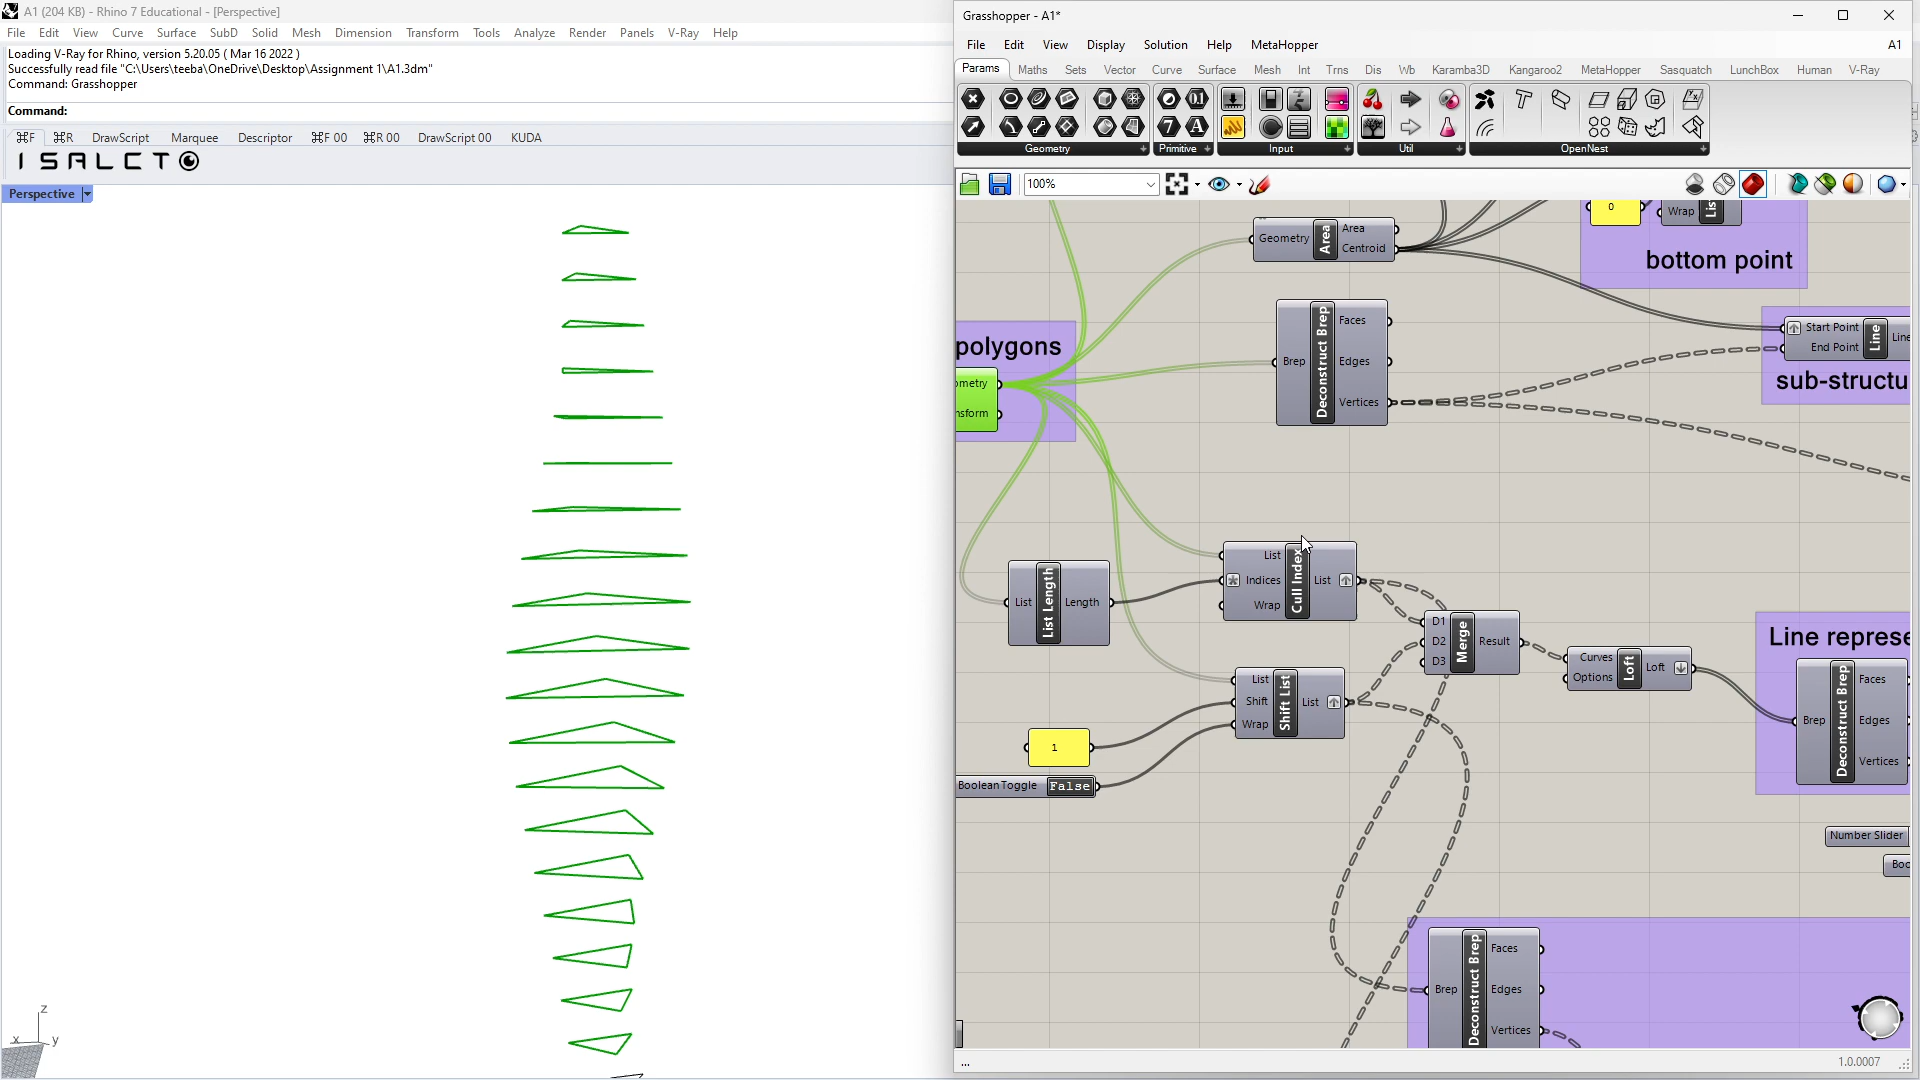 A1 (204 KB) - Rhino 7 Educational - [Perspective]
File Edit View Curve Surface SubD Solid Mesh Dimension Transform Tools Analyze Render Panels V-Ray Help
Loading V-Ray for Rhino, version 5.20.05 ( Mar 16 2022 )
Successfully read file "C:\Users\teeba\OneDrive\Desktop\Assignment 1\A1.3dm"
Command: Grasshopper
Command:
⌘F ⌘R DrawScript Marquee Descriptor ⌘F 00 ⌘R 00 DrawScript 00 KUDA
Perspective
z
x
y
Grasshopper - A1*
File Edit View Display Solution Help MetaHopper A1
Params Maths Sets Vector Curve Surface Mesh Int Trns Dis Wb Karamba3D Kangaroo2 MetaHopper Sasquatch LunchBox Human V-Ray
Geometry Primitive Input Util OpenNest
100%
0
Wrap
bottom point
Geometry Area Area
Centroid
Brep Deconstruct Brep Faces
Edges
Vertices
polygons
Start Point
End Point
Line
Line
sub-structu
List Length
List Length
List
Indices
Wrap
Cull Index
List
D1
D2
D3
Merge
Result
Curves
Options
Loft
Loft
Line represe
Brep Deconstruct Brep Faces
Edges
Vertices
List
Shift
Wrap
Shift List
List
1
Boolean Toggle False
Number Slider
Boo
Brep Deconstruct Brep Faces
Edges
Vertices
...
1.0.0007